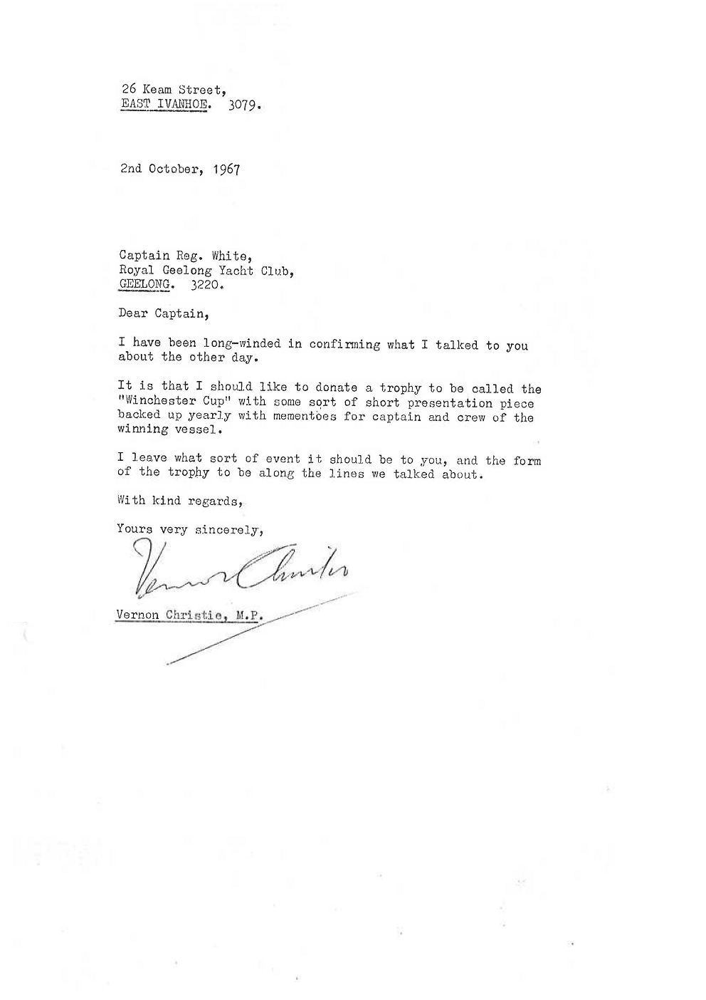 26 Keam Street,
EAST IVANHOE. 3079.
2nd October, 1967
Captain Reg. White,
Royal Geelong Yacht Club,
GEELONG. 3220.
Dear Captain,
I have been long-winded in confirming what I talked to you
about the other day.
It is that I should like to donate a trophy to be called the
"Winchester Cup" with some sort of short presentation piece
backed up yearly with mementoes for captain and crew of the
winning vessel.
I leave what sort of event it should be to you, and the form
of the trophy to be along the lines we talked about.
With kind regards,
Yours very sincerely,
Vernon Christie
Vernon Christie, M.P.